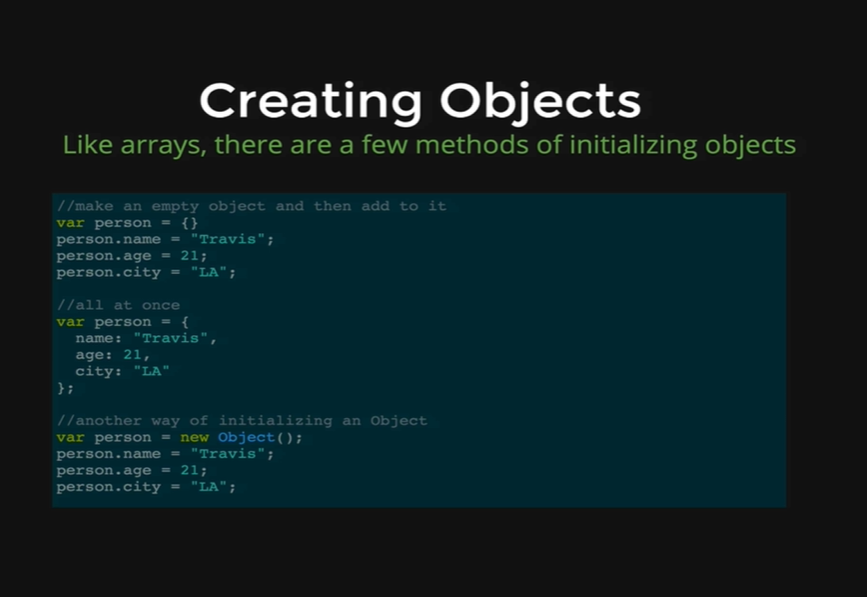 Creating Objects
Like arrays, there are a few methods of initializing objects
//make an empty object and then add to it
var person = {}
person.name = "Travis";
person.age = 21;
person.city = "LA";

//all at once
var person = {
  name: "Travis",
  age: 21,
  city: "LA"
};

//another way of initializing an Object
var person = new Object();
person.name = "Travis";
person.age = 21;
person.city = "LA";